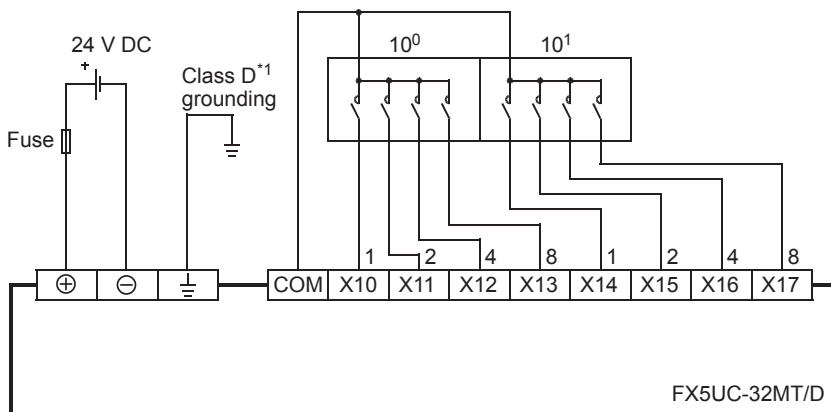 24 V DC
+
Fuse
Class D*1
grounding
10⁰ 10¹
1 2 4 8 1 2 4 8
⊕ ⊖ COM X10 X11 X12 X13 X14 X15 X16 X17
FX5UC-32MT/D